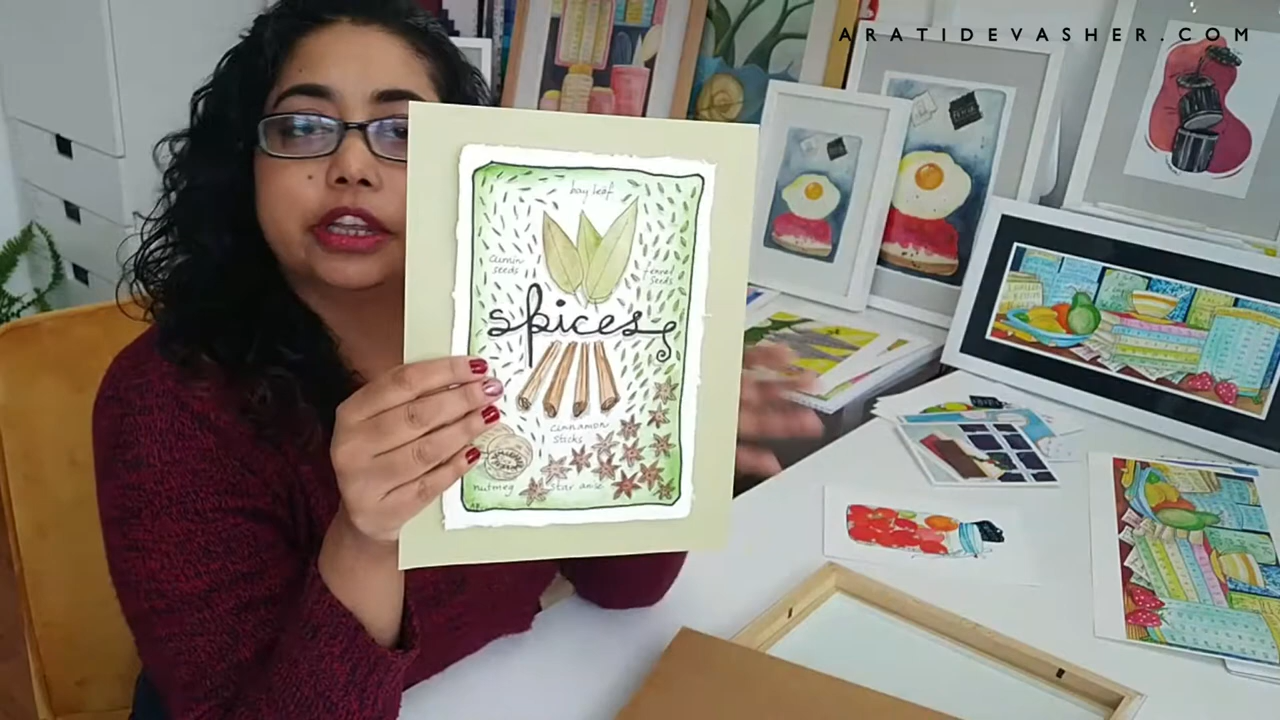 ARATIDEVASHER.COM
bay leaf
cumin
seeds
fennel
seeds
spices
cinnamon
sticks
nutmeg
star anise